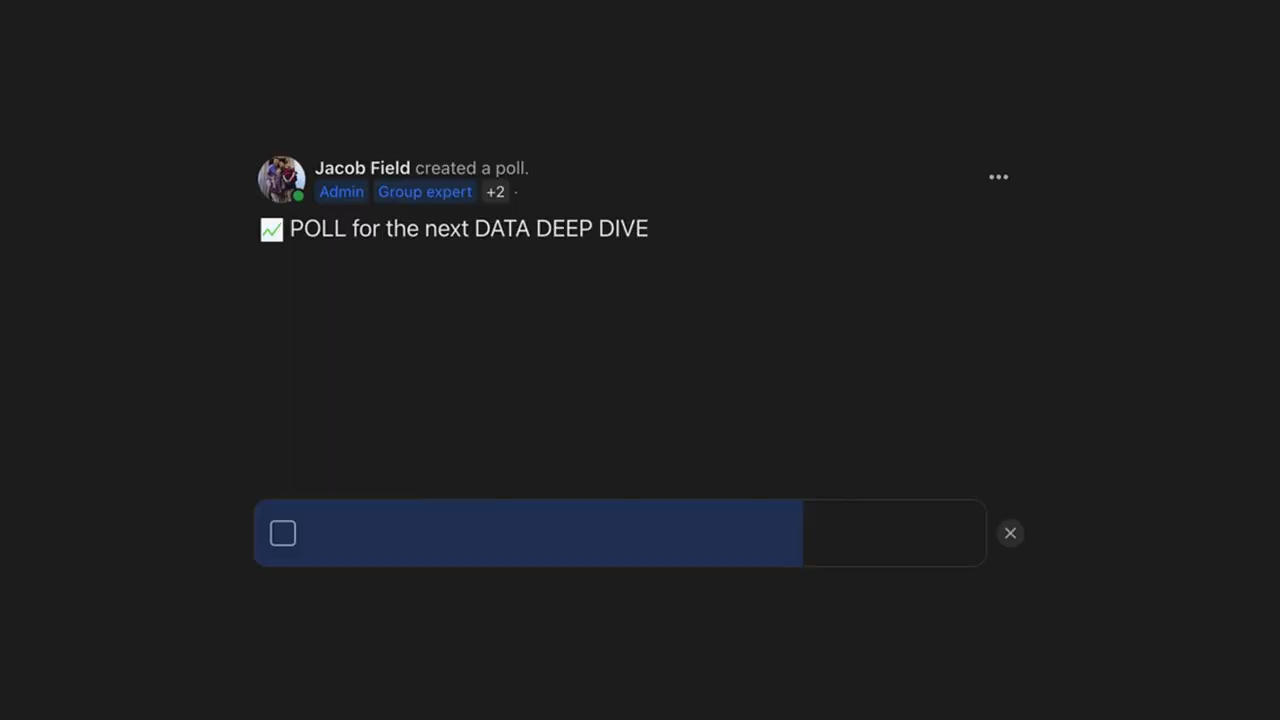 Jacob Field created a poll.
Admin Group expert +2 ·
📈 POLL for the next DATA DEEP DIVE